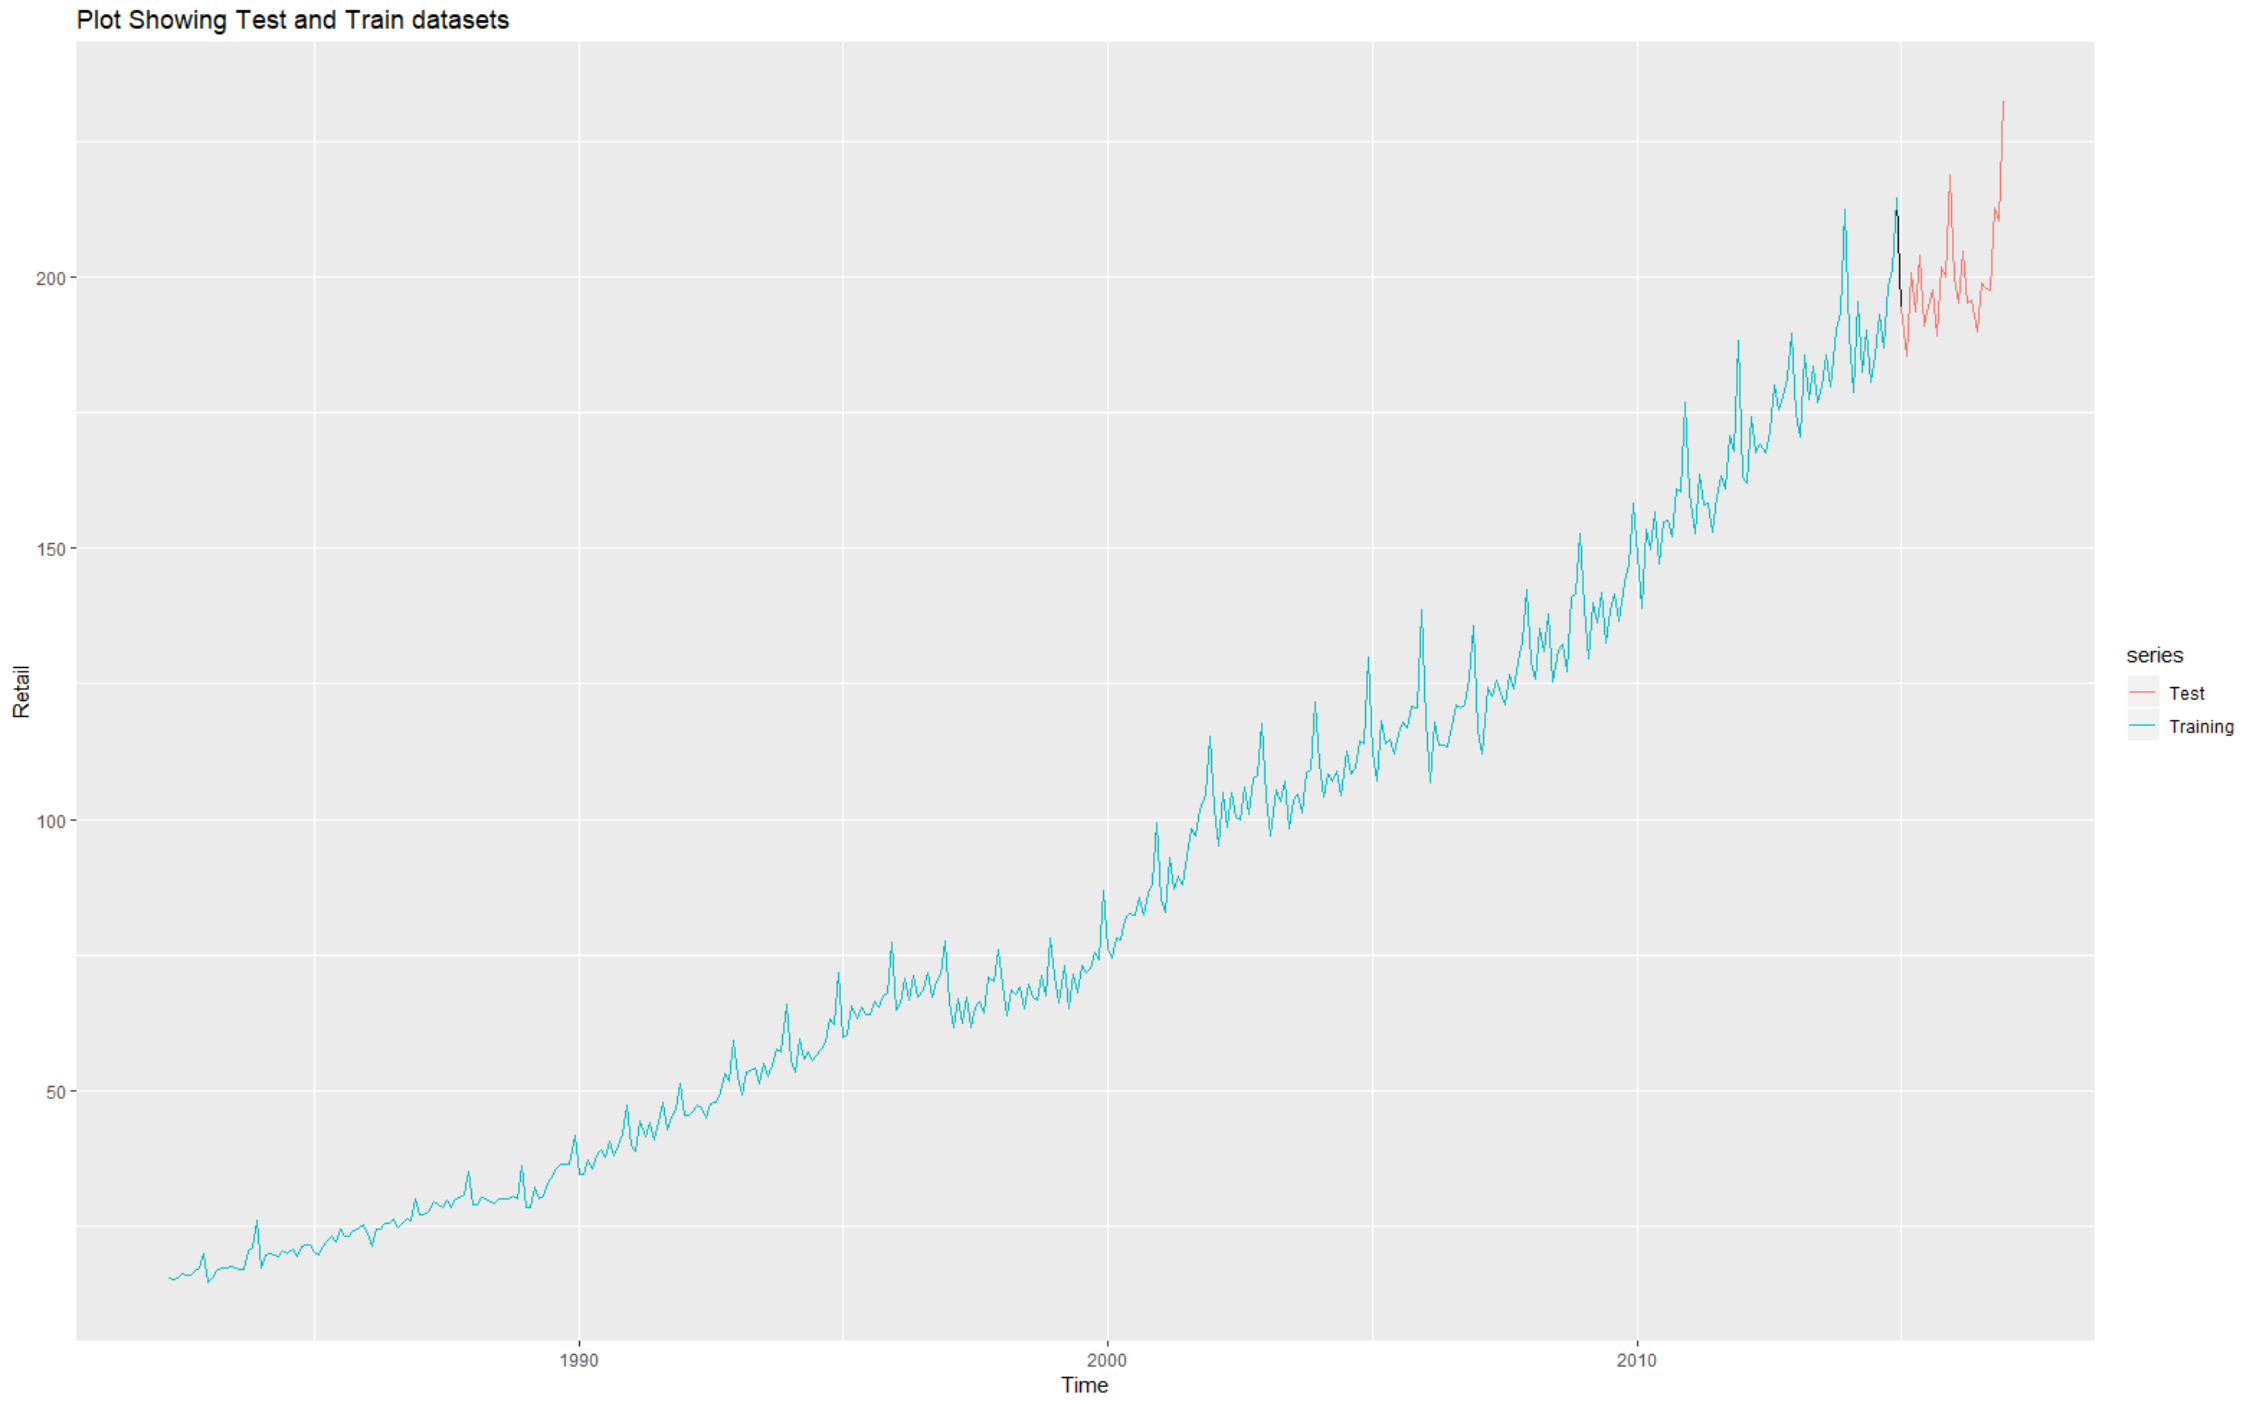 Plot Showing Test and Train datasets
200
150
100
50
Retail
1990
2000
2010
Time
series
Test
Training